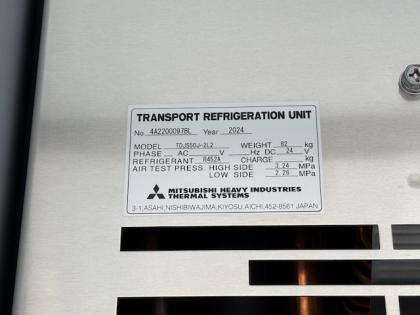 TRANSPORT REFRIGERATION UNIT
No. 4A2200097BL Year 2024
MODEL TDJS50J-2L2 WEIGHT 82 kg
PHASE AC V Hz DC 24 V
REFRIGERANT R452A CHARGE kg
AIR TEST PRESS. HIGH SIDE 3.24 MPa
LOW SIDE 2.26 MPa
MITSUBISHI HEAVY INDUSTRIES
THERMAL SYSTEMS
3-1, ASAHI, NISHIBIWAJIMA, KIYOSU, AICHI, 452-8561 JAPAN